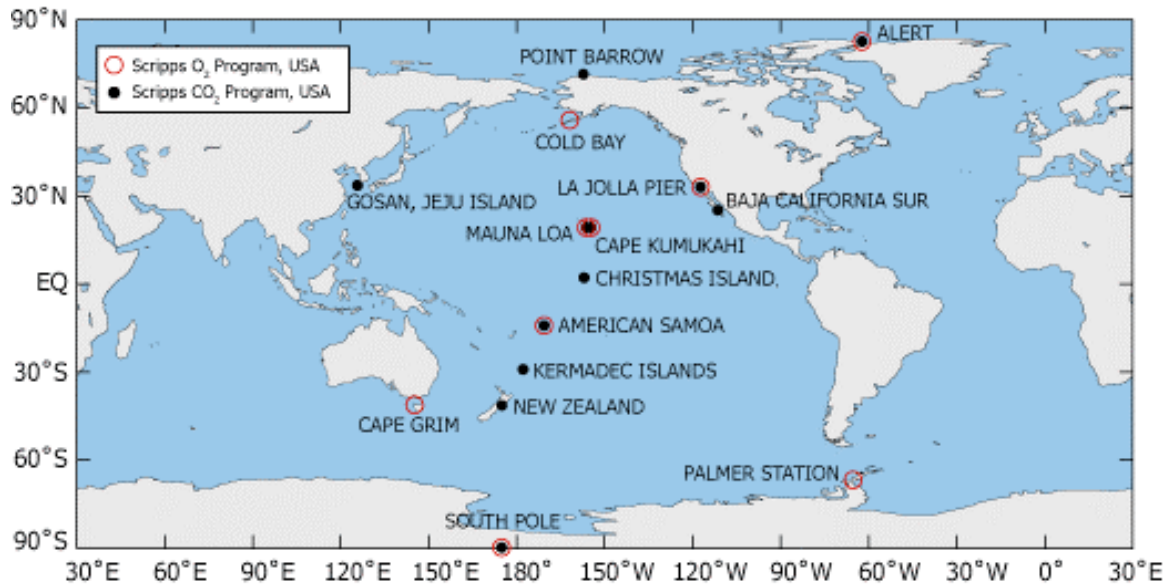 90°N
ALERT
POINT BARROW
Scripps O₂ Program, USA
Scripps CO₂ Program, USA
60°N
COLD BAY
LA JOLLA PIER
30°N
GOSAN, JEJU ISLAND
BAJA CALIFORNIA SUR
MAUNA LOA
CAPE KUMUKAHI
EQ
CHRISTMAS ISLAND.
AMERICAN SAMOA
30°S
KERMADEC ISLANDS
NEW ZEALAND
CAPE GRIM
60°S
PALMER STATION
SOUTH POLE
90°S
30°E 60°E 90°E 120°E 150°E 180° 150°W 120°W 90°W 60°W 30°W 0° 30°E